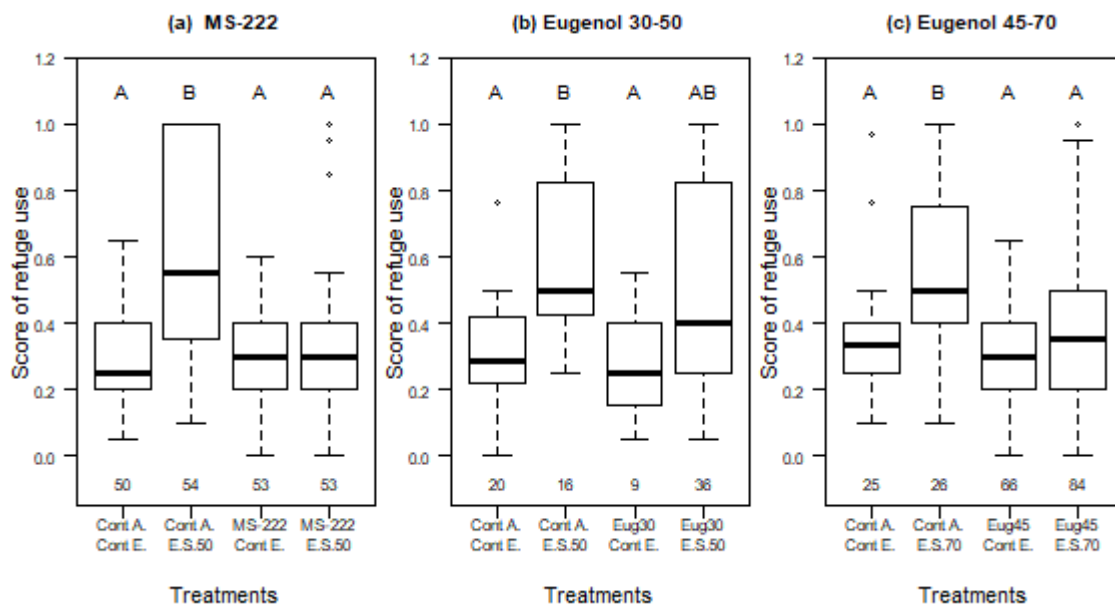 (a) MS-222
Score of refuge use
1.2
1.0
0.8
0.6
0.4
0.2
0.0
A B A A
50 54 53 53
Cont A. Cont A. MS-222 MS-222
Cont E. E.S.50 Cont E. E.S.50
Treatments
(b) Eugenol 30-50
Score of refuge use
1.2
1.0
0.8
0.6
0.4
0.2
0.0
A B A AB
20 16 9 36
Cont A. Cont A. Eug30 Eug30
Cont E. E.S.50 Cont E. E.S.50
Treatments
(c) Eugenol 45-70
Score of refuge use
1.2
1.0
0.8
0.6
0.4
0.2
0.0
A B A A
25 26 66 84
Cont A. Cont A. Eug45 Eug45
Cont E. E.S.70 Cont E. E.S.70
Treatments